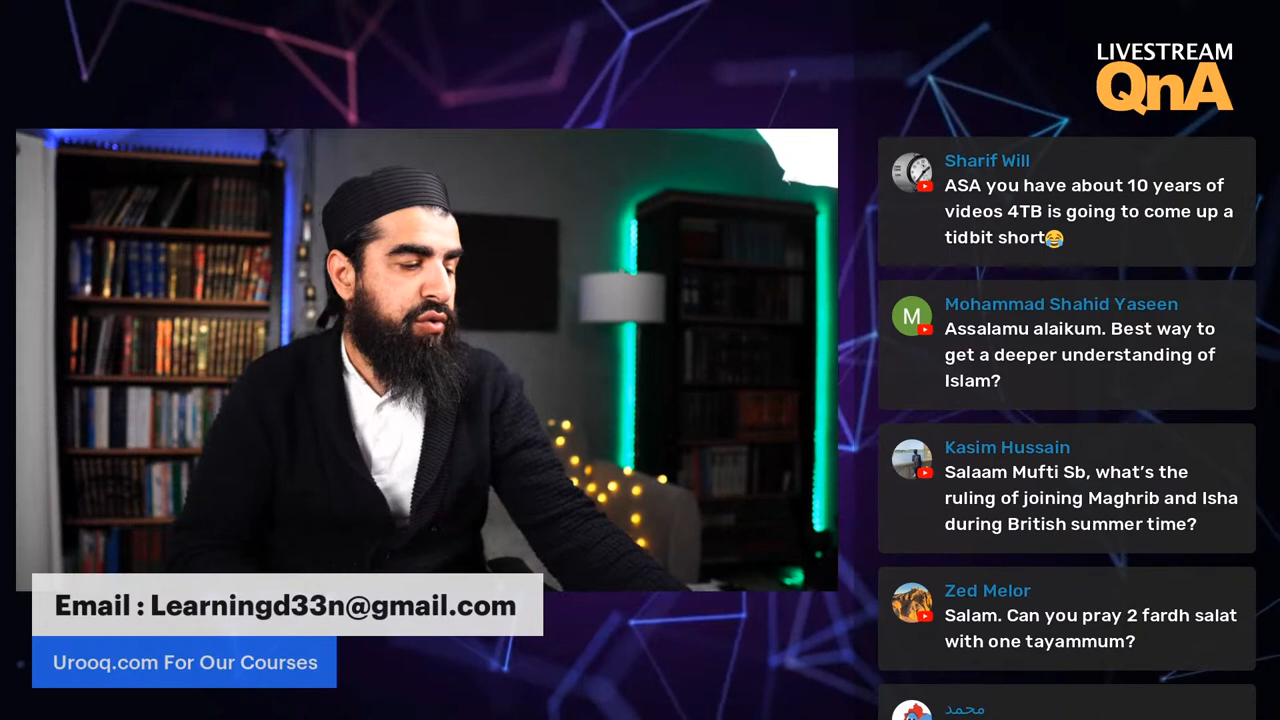 LIVESTREAM
QnA
Sharif Will
ASA you have about 10 years of
videos 4TB is going to come up a
tidbit short😂
M
Mohammad Shahid Yaseen
Assalamu alaikum. Best way to
get a deeper understanding of
Islam?
Kasim Hussain
Salaam Mufti Sb, what's the
ruling of joining Maghrib and Isha
during British summer time?
Zed Melor
Salam. Can you pray 2 fardh salat
with one tayammum?
محمد
Email : Learningd33n@gmail.com
Urooq.com For Our Courses